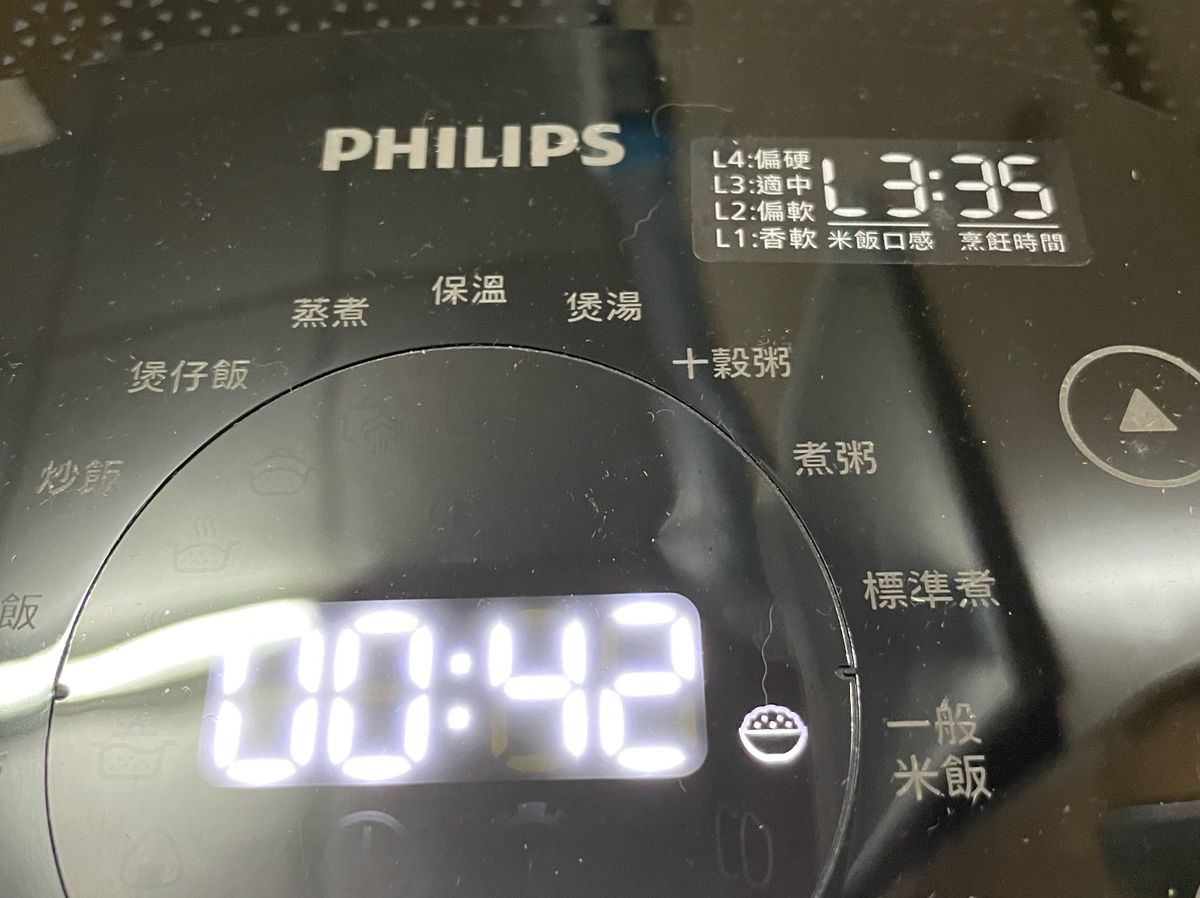 PHILIPS
L4:偏硬
L3:適中
L2:偏軟
L1:香軟
L3:35
米飯口感 烹飪時間
保溫
蒸煮
煲湯
煲仔飯
十穀粥
炒飯
煮粥
標準煮
飯
00:42
一般
米飯